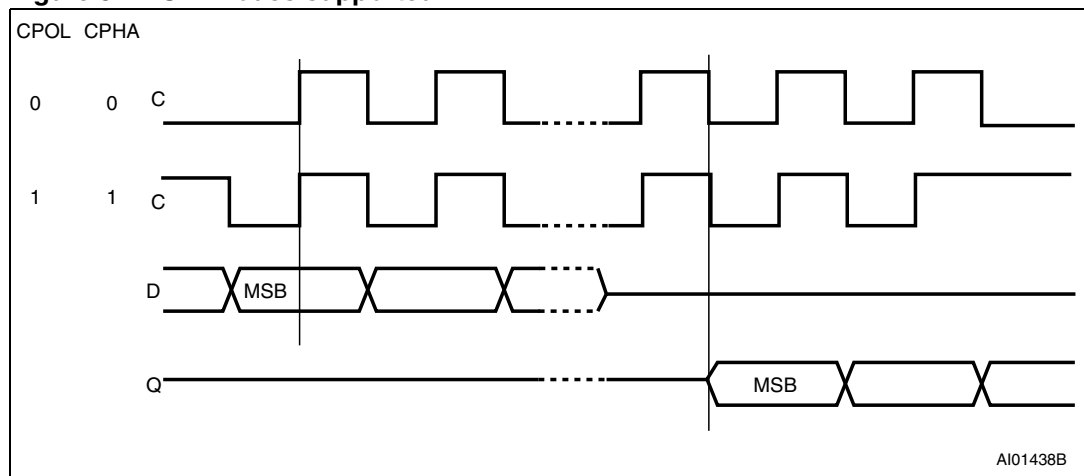 CPOL CPHA
0 0 C
1 1 C
D MSB
Q MSB
AI01438B